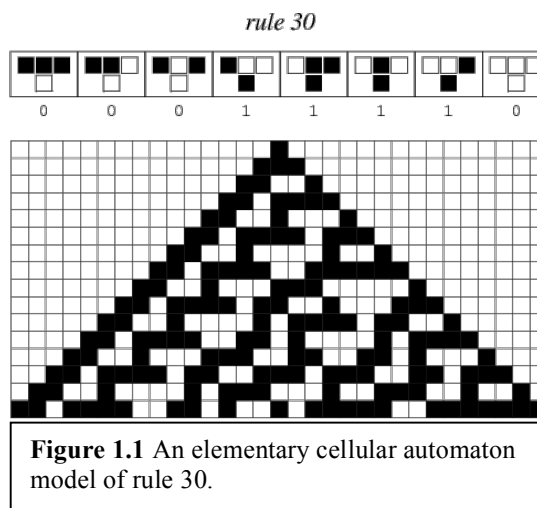 rule 30
0 0 0 1 1 1 1 0
Figure 1.1 An elementary cellular automaton
model of rule 30.